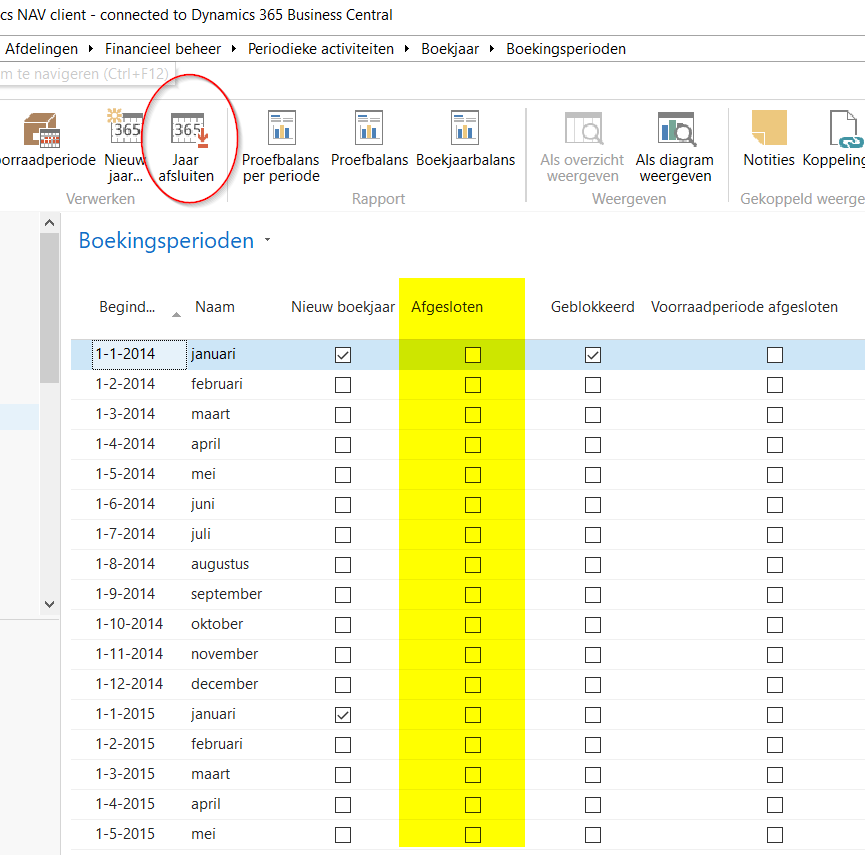 cs NAV client - connected to Dynamics 365 Business Central
Afdelingen ▸ Financieel beheer ▸ Periodieke activiteiten ▸ Boekjaar ▸ Boekingsperioden
m te navigeren (Ctrl+F12)
365 365
oorraadperiode Nieuw jaar... Jaar afsluiten Proefbalans per periode Proefbalans Boekjaarbalans Als overzicht weergeven Als diagram weergeven Notities Koppeling
Verwerken Rapport Weergeven Gekoppeld weerge
Boekingsperioden
Begind... Naam Nieuw boekjaar Afgesloten Geblokkeerd Voorraadperiode afgesloten
1-1-2014 januari
1-2-2014 februari
1-3-2014 maart
1-4-2014 april
1-5-2014 mei
1-6-2014 juni
1-7-2014 juli
1-8-2014 augustus
1-9-2014 september
1-10-2014 oktober
1-11-2014 november
1-12-2014 december
1-1-2015 januari
1-2-2015 februari
1-3-2015 maart
1-4-2015 april
1-5-2015 mei